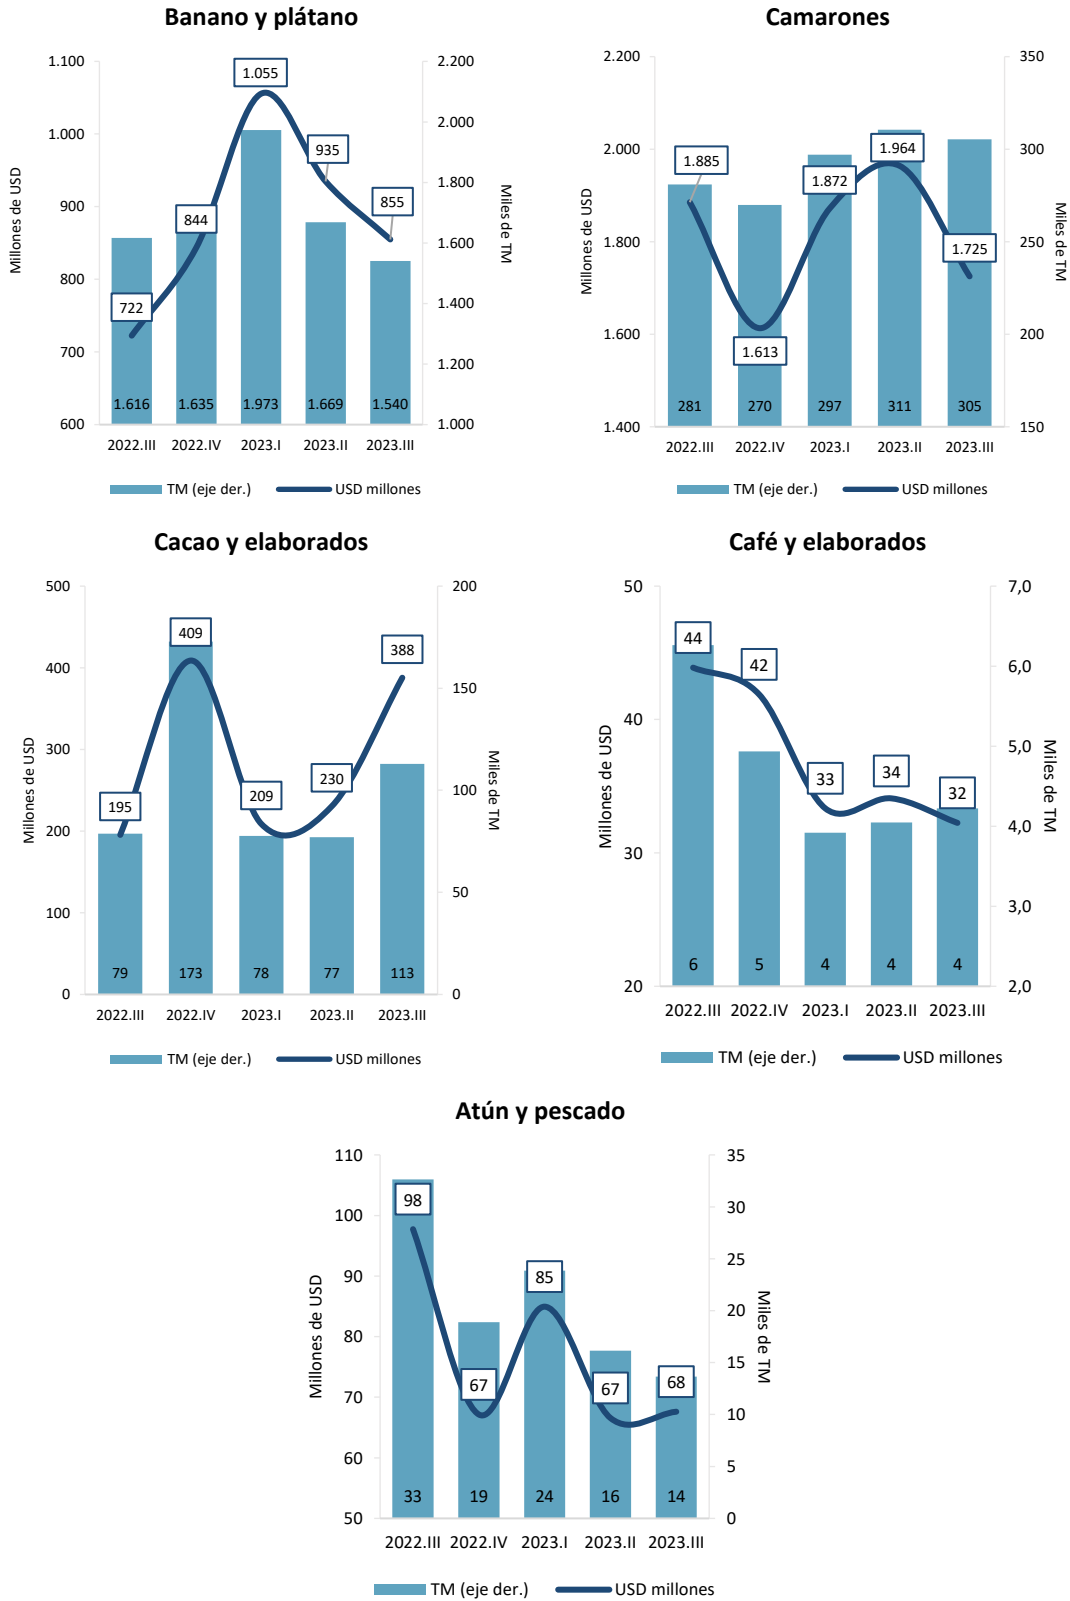 Banano y plátano
Millones de USD
1.100
1.000
900
800
700
600
2.200
2.000
1.800
1.600
1.400
1.200
1.000
Miles de TM
722
844
1.055
935
855
1.616 1.635 1.973 1.669 1.540
2022.III 2022.IV 2023.I 2023.II 2023.III
TM (eje der.) USD millones
Camarones
Millones de USD
2.200
2.000
1.800
1.600
1.400
350
300
250
200
150
Miles de TM
1.885
1.613
1.872
1.964
1.725
281 270 297 311 305
2022.III 2022.IV 2023.I 2023.II 2023.III
TM (eje der.) USD millones
Cacao y elaborados
Millones de USD
500
400
300
200
100
0
200
150
100
50
0
Miles de TM
195
409
209
230
388
79 173 78 77 113
2022.III 2022.IV 2023.I 2023.II 2023.III
TM (eje der.) USD millones
Café y elaborados
Millones de USD
50
40
30
20
7,0
6,0
5,0
4,0
3,0
2,0
Miles de TM
44
42
33
34
32
6 5 4 4 4
2022.III 2022.IV 2023.I 2023.II 2023.III
TM (eje der.) USD millones
Atún y pescado
Millones de USD
110
100
90
80
70
60
50
35
30
25
20
15
10
5
0
Miles de TM
98
67
85
67
68
33 19 24 16 14
2022.III 2022.IV 2023.I 2023.II 2023.III
TM (eje der.) USD millones